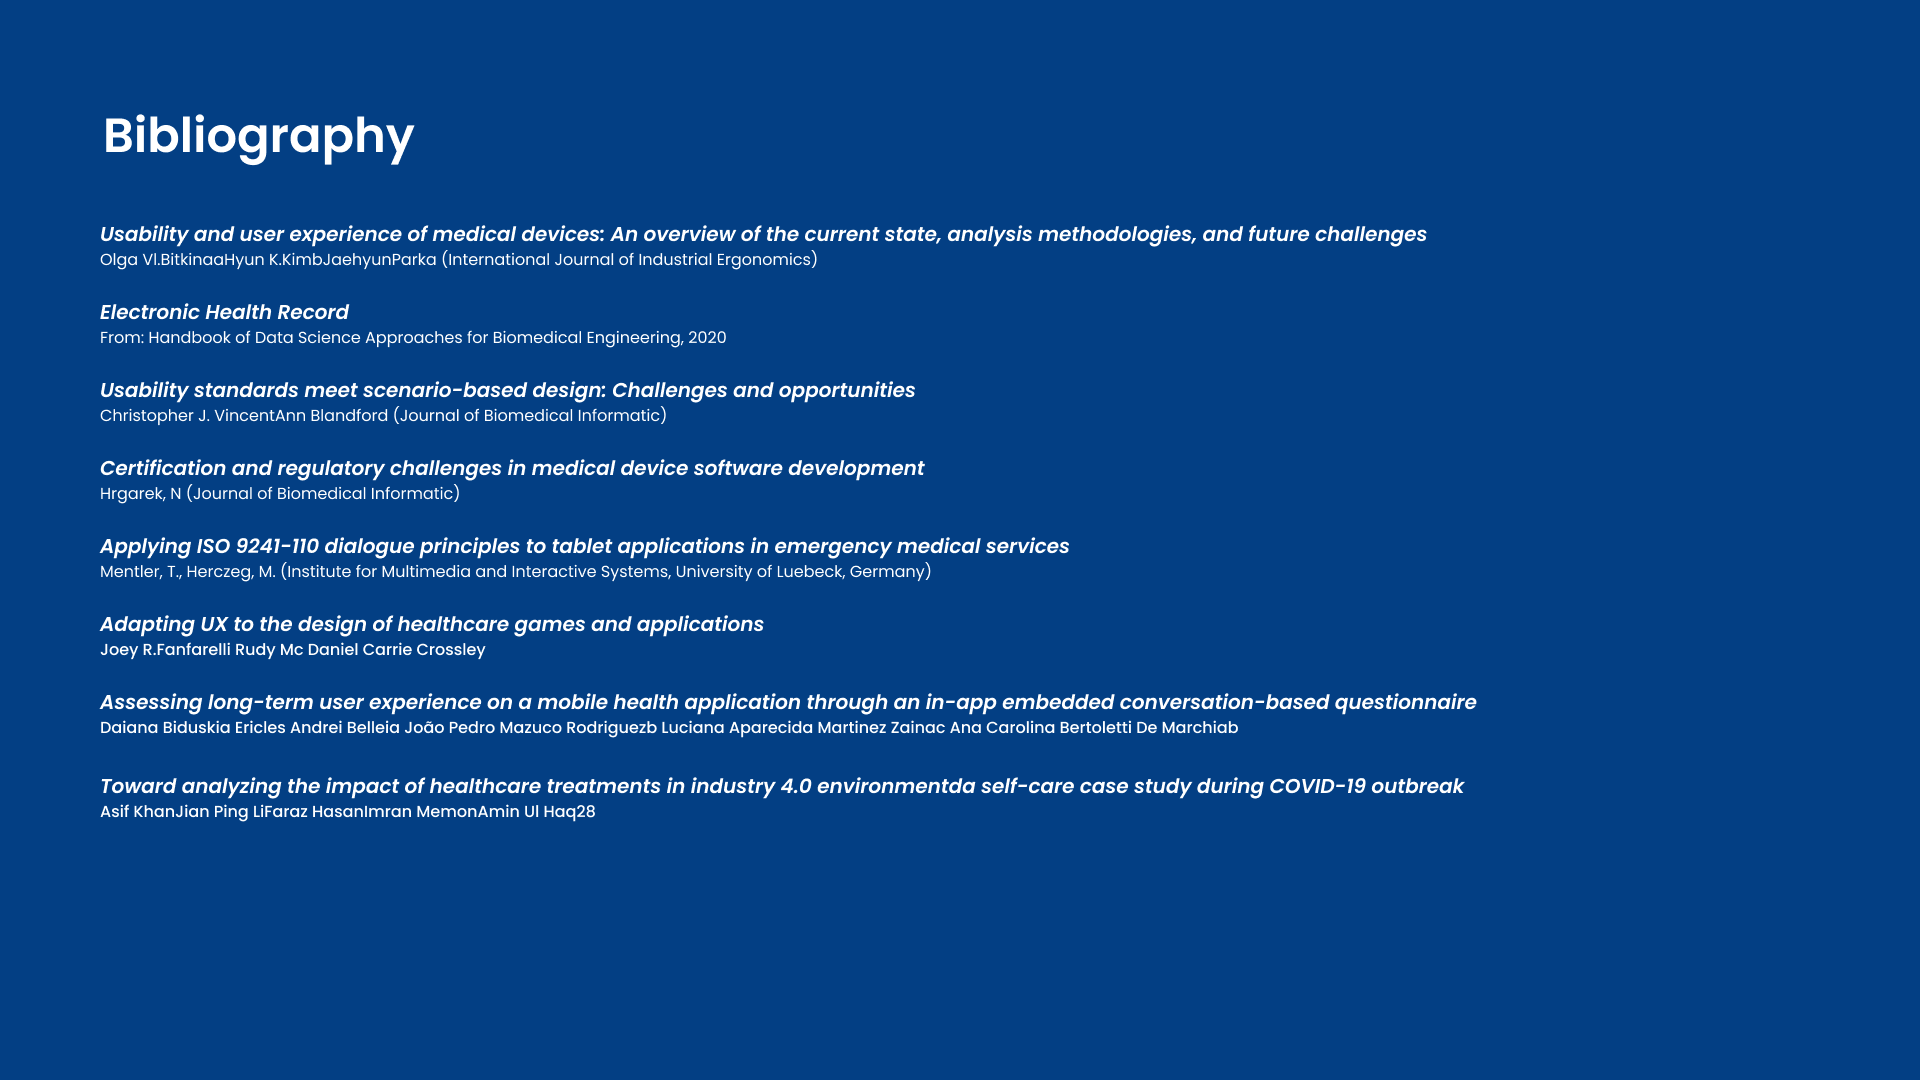 Bibliography
Usability and user experience of medical devices: An overview of the current state, analysis methodologies, and future challenges
Olga Vl.BitkinaaHyun K.KimbJaehyunParka (International Journal of Industrial Ergonomics)
Electronic Health Record
From: Handbook of Data Science Approaches for Biomedical Engineering, 2020
Usability standards meet scenario-based design: Challenges and opportunities
Christopher J. VincentAnn Blandford (Journal of Biomedical Informatic)
Certification and regulatory challenges in medical device software development
Hrgarek, N (Journal of Biomedical Informatic)
Applying ISO 9241-110 dialogue principles to tablet applications in emergency medical services
Mentler, T., Herczeg, M. (Institute for Multimedia and Interactive Systems, University of Luebeck, Germany)
Adapting UX to the design of healthcare games and applications
Joey R.Fanfarelli Rudy Mc Daniel Carrie Crossley
Assessing long-term user experience on a mobile health application through an in-app embedded conversation-based questionnaire
Daiana Biduskia Ericles Andrei Belleia João Pedro Mazuco Rodriguezb Luciana Aparecida Martinez Zainac Ana Carolina Bertoletti De Marchiab
Toward analyzing the impact of healthcare treatments in industry 4.0 environmentda self-care case study during COVID-19 outbreak
Asif KhanJian Ping LiFaraz HasanImran MemonAmin Ul Haq28